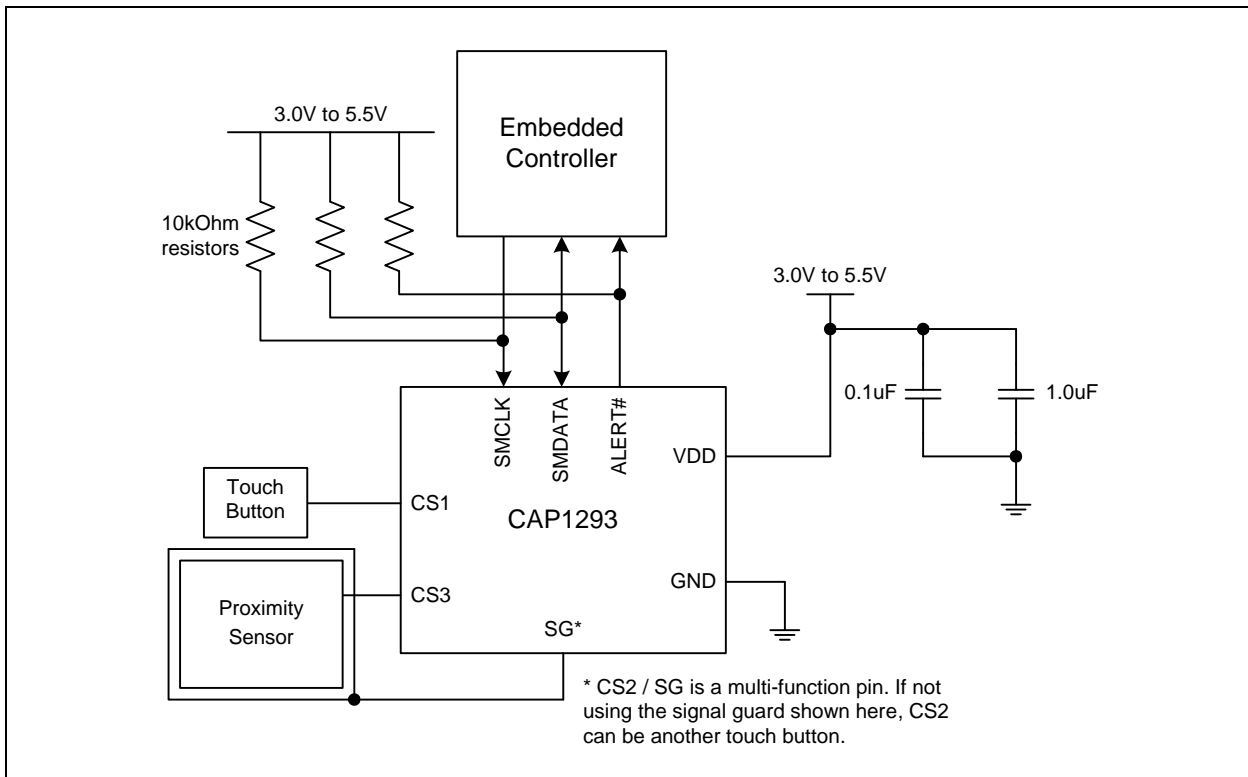 Embedded
Controller
3.0V to 5.5V
10kOhm
resistors
3.0V to 5.5V
0.1uF
1.0uF
SMCLK
SMDATA
ALERT#
VDD
Touch
Button
CS1
CAP1293
GND
CS3
Proximity
Sensor
SG*
* CS2 / SG is a multi-function pin. If not
using the signal guard shown here, CS2
can be another touch button.